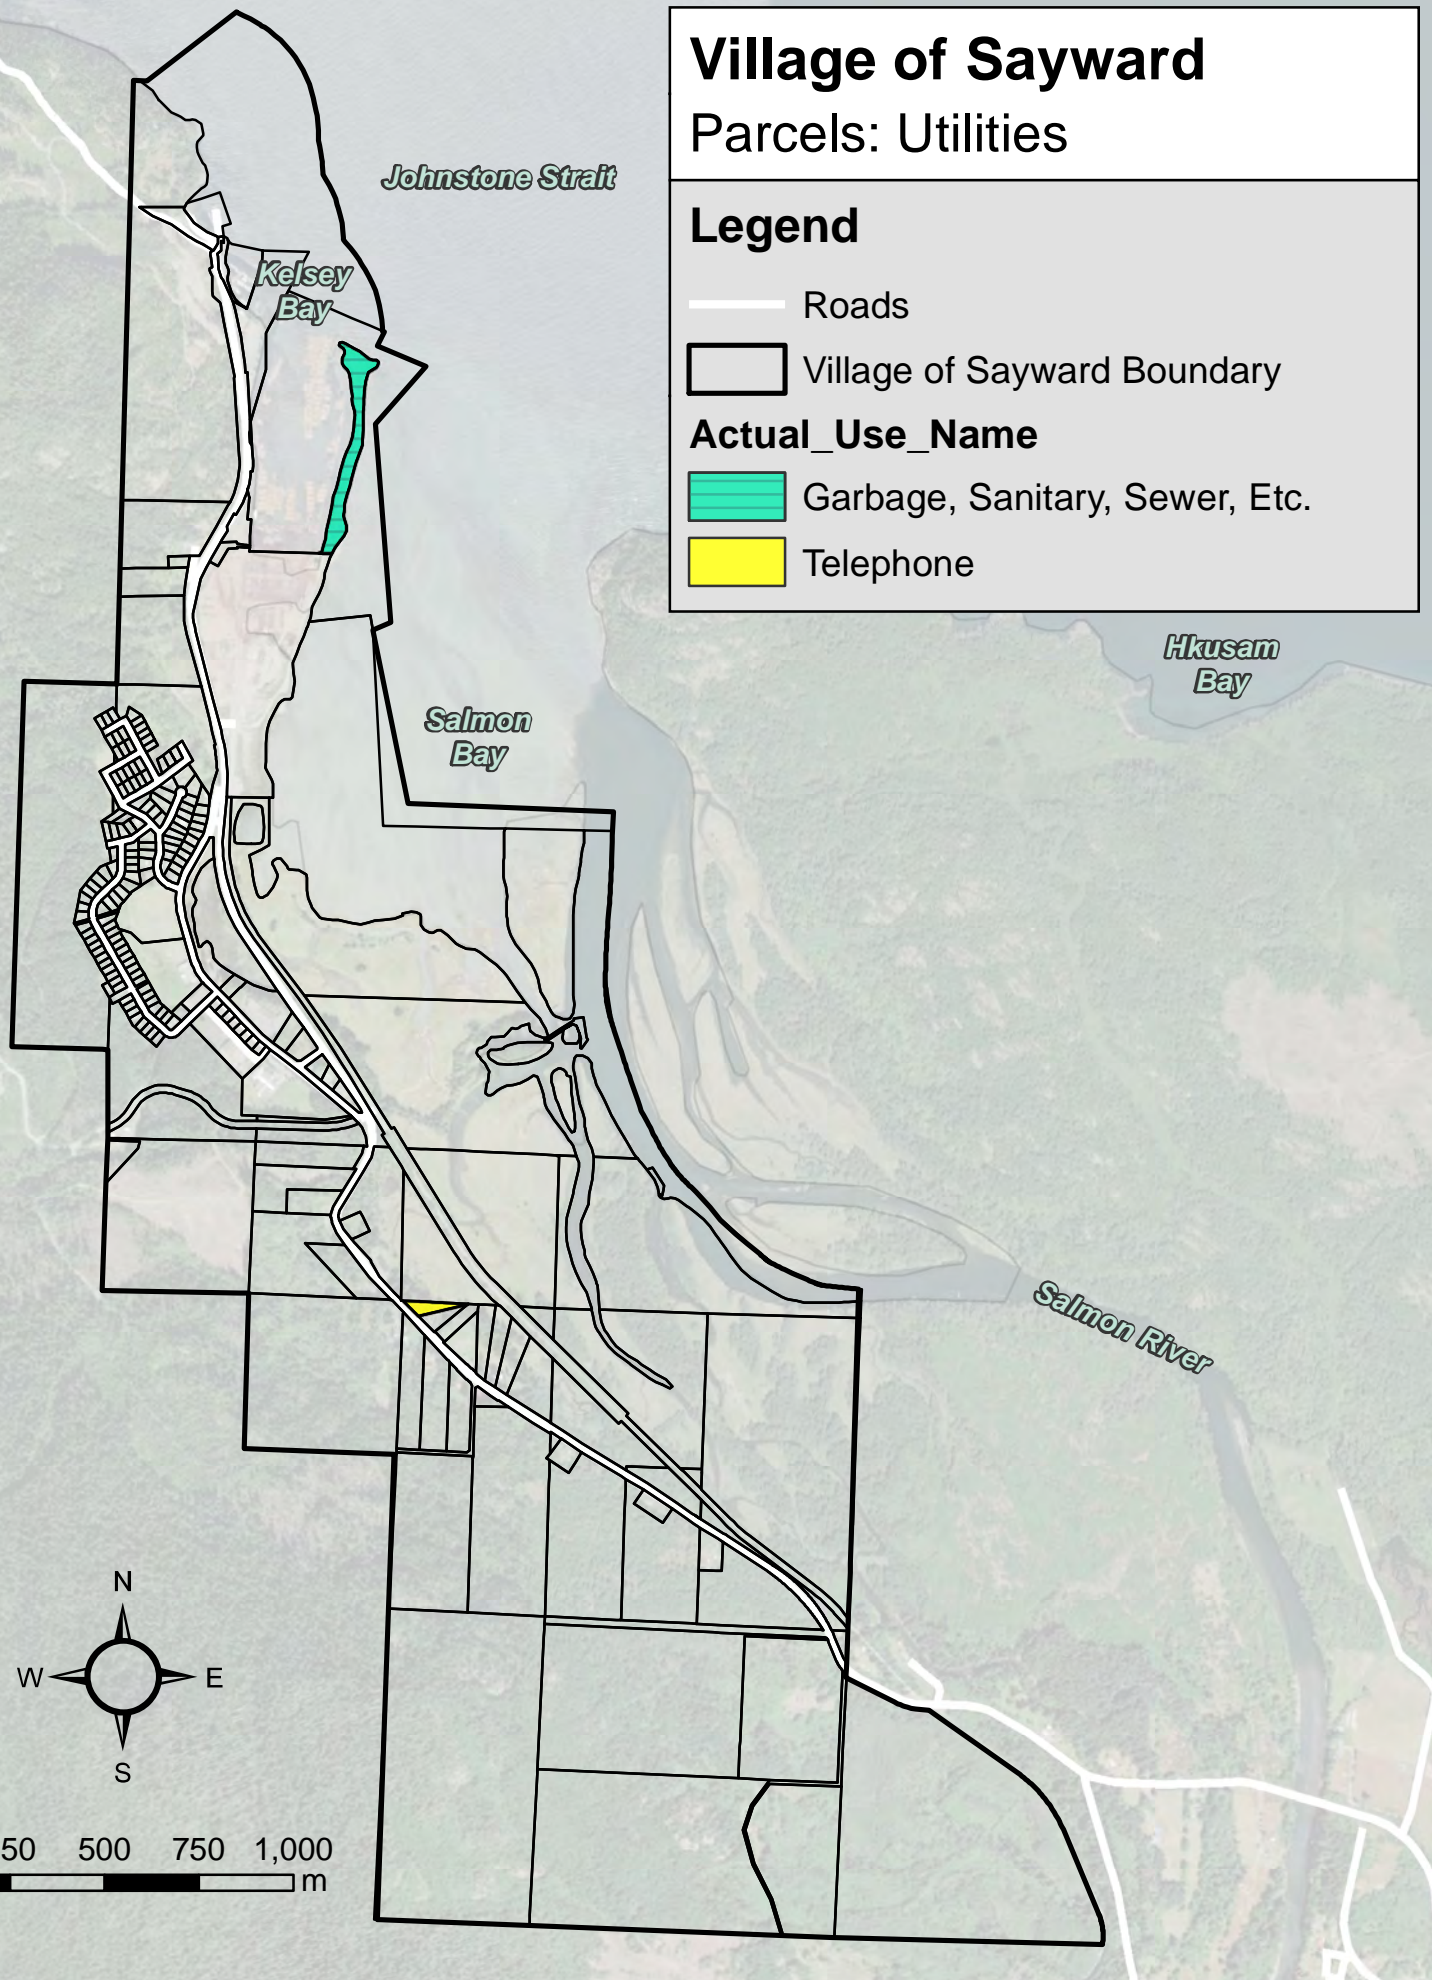 Village of Sayward
Parcels: Utilities
Legend
Roads
Village of Sayward Boundary
Actual_Use_Name
Garbage, Sanitary, Sewer, Etc.
Telephone
Johnstone Strait
Kelsey
Bay
Hkusam
Bay
Salmon
Bay
Salmon River
N
W E
S
50 500 750 1,000
m